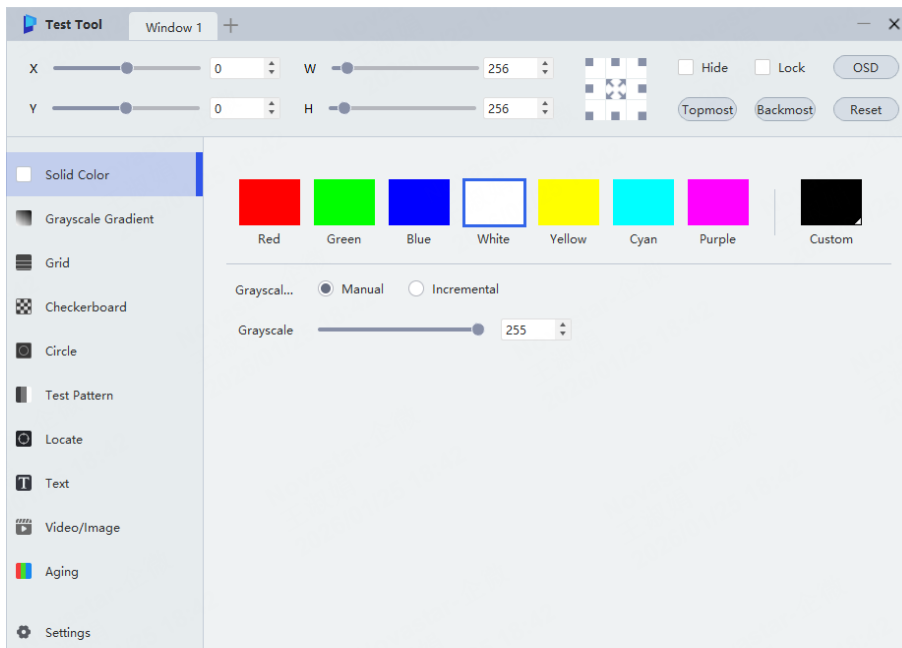 Test Tool
Window 1
X 0 W 256 Hide Lock OSD
Y 0 H 256 Topmost Backmost Reset
Solid Color
Grayscale Gradient
Grid
Checkerboard
Circle
Test Pattern
Locate
T Text
Video/Image
Aging
Settings
Red Green Blue White Yellow Cyan Purple Custom
Grayscal... Manual Incremental
Grayscale 255